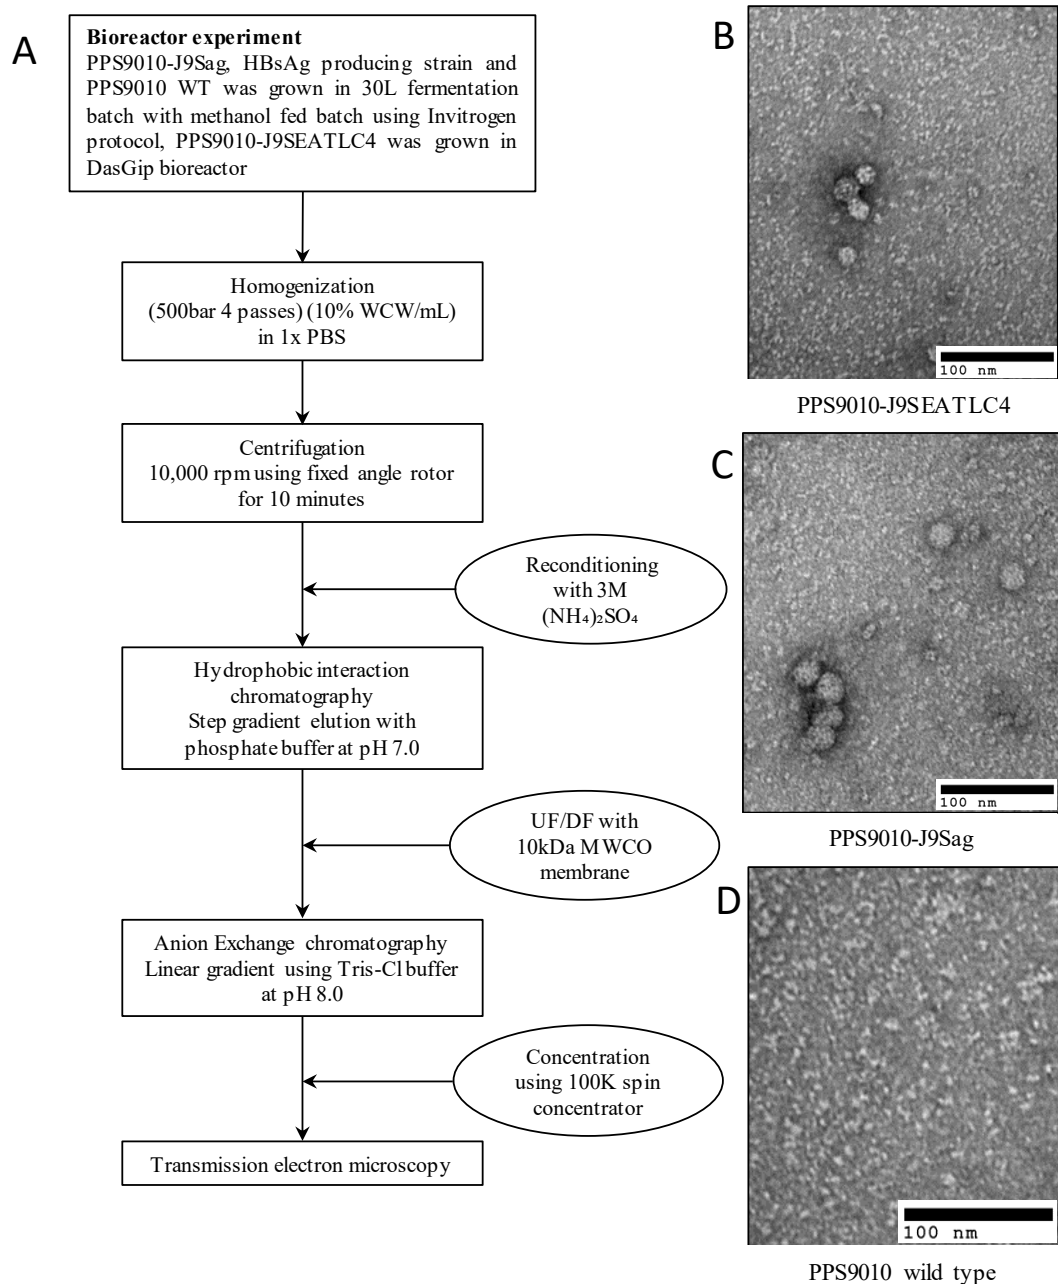 A
Bioreactor experiment
PPS9010-J9Sag, HBsAg producing strain and
PPS9010 WT was grown in 30L fermentation
batch with methanol fed batch using Invitrogen
protocol, PPS9010-J9SEATLC4 was grown in
DasGip bioreactor
Homogenization
(500bar 4 passes) (10% WCW/mL)
in 1x PBS
Centrifugation
10,000 rpm using fixed angle rotor
for 10 minutes
Reconditioning
with 3M
(NH₄)₂SO₄
Hydrophobic interaction
chromatography
Step gradient elution with
phosphate buffer at pH 7.0
UF/DF with
10kDa MWCO
membrane
Anion Exchange chromatography
Linear gradient using Tris-Cl buffer
at pH 8.0
Concentration
using 100K spin
concentrator
Transmission electron microscopy
B
100 nm
PPS9010-J9SEATLC4
C
100 nm
PPS9010-J9Sag
D
100 nm
PPS9010 wild type